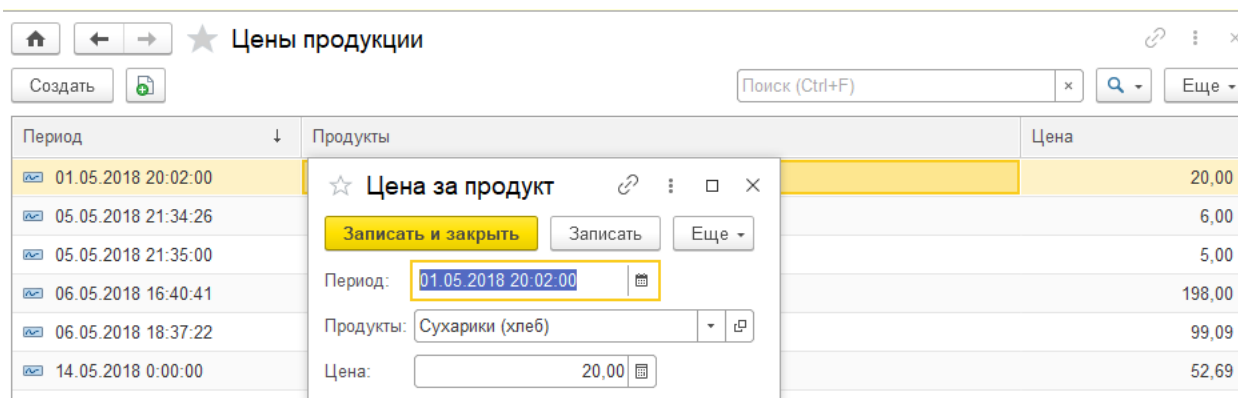 Цены продукции
Создать Поиск (Ctrl+F) × Еще
Период ↓ Продукты Цена
01.05.2018 20:02:00 20,00
05.05.2018 21:34:26 6,00
05.05.2018 21:35:00 5,00
06.05.2018 16:40:41 198,00
06.05.2018 18:37:22 99,09
14.05.2018 0:00:00 52,69
Цена за продукт
Записать и закрыть Записать Еще
Период: 01.05.2018 20:02:00
Продукты: Сухарики (хлеб)
Цена: 20,00